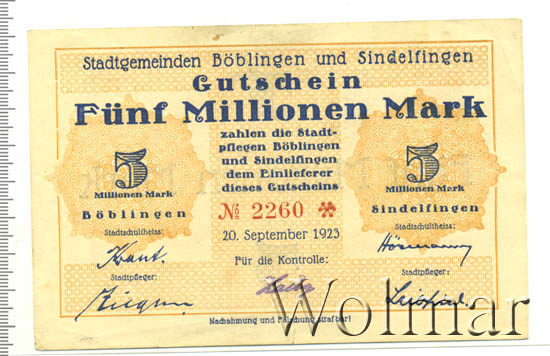 Stadtgemeinden Böblingen und Sindelfingen
Gutschein
Fünf Millionen Mark
zahlen die Stadt-
pflegen Böblingen
und Sindelfingen
dem Einlieferer
dieses Gutscheins
5
Millionen Mark
Böblingen
Stadtschultheiss:
Stadtpfleger:
№ 2260
20. September 1923
Für die Kontrolle:
5
Millionen Mark
Sindelfingen
Stadtschultheiss:
Hörmann
Stadtpfleger:
Nachahmung und Fälschung strafbar!
Wolmar